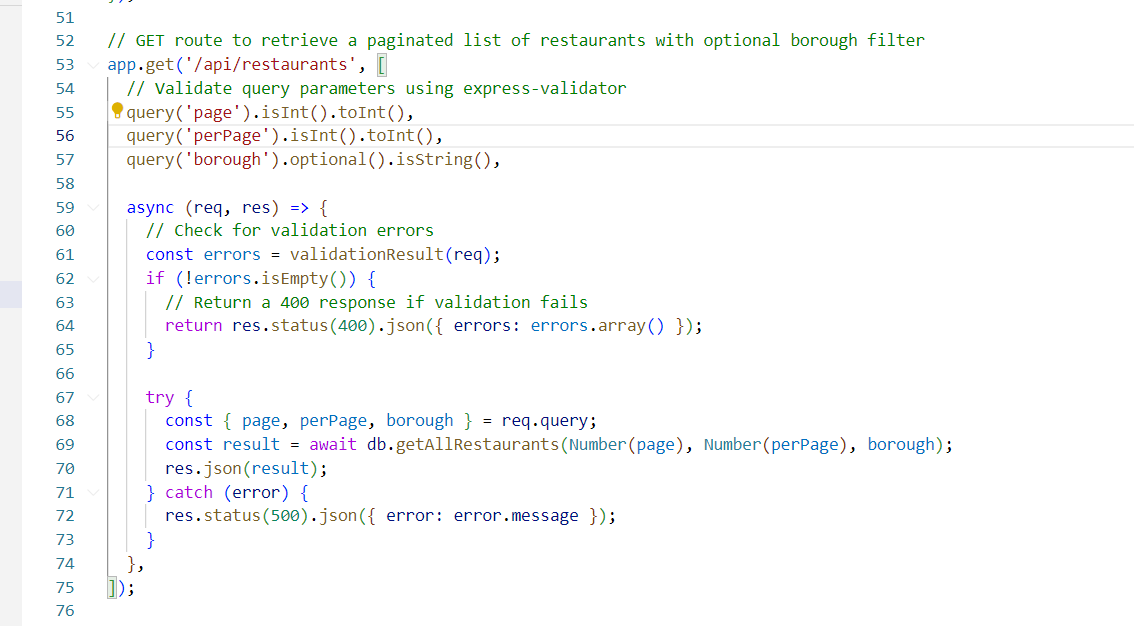 51
52 // GET route to retrieve a paginated list of restaurants with optional borough filter
53 app.get('/api/restaurants', [
54   // Validate query parameters using express-validator
55   query('page').isInt().toInt(),
56   query('perPage').isInt().toInt(),
57   query('borough').optional().isString(),
58
59   async (req, res) => {
60     // Check for validation errors
61     const errors = validationResult(req);
62     if (!errors.isEmpty()) {
63       // Return a 400 response if validation fails
64       return res.status(400).json({ errors: errors.array() });
65     }
66
67     try {
68       const { page, perPage, borough } = req.query;
69       const result = await db.getAllRestaurants(Number(page), Number(perPage), borough);
70       res.json(result);
71     } catch (error) {
72       res.status(500).json({ error: error.message });
73     }
74   },
75 ]);
76